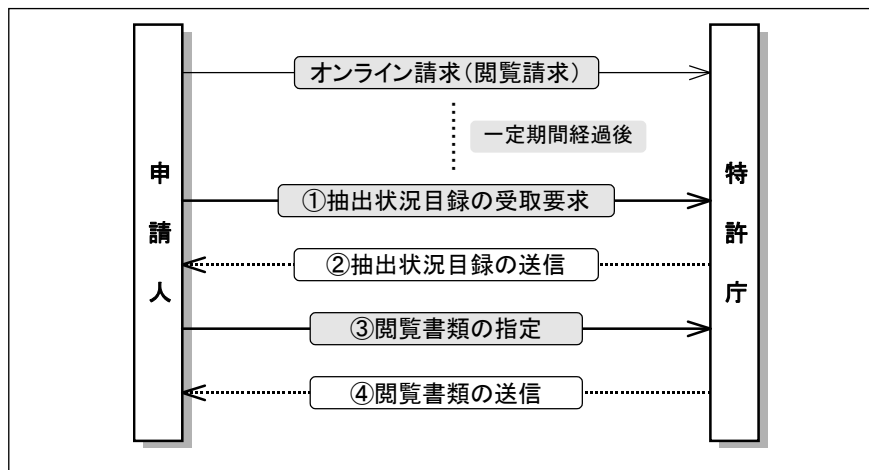 オンライン請求(閲覧請求)
一定期間経過後
申請人
特許庁
①抽出状況目録の受取要求
②抽出状況目録の送信
③閲覧書類の指定
④閲覧書類の送信